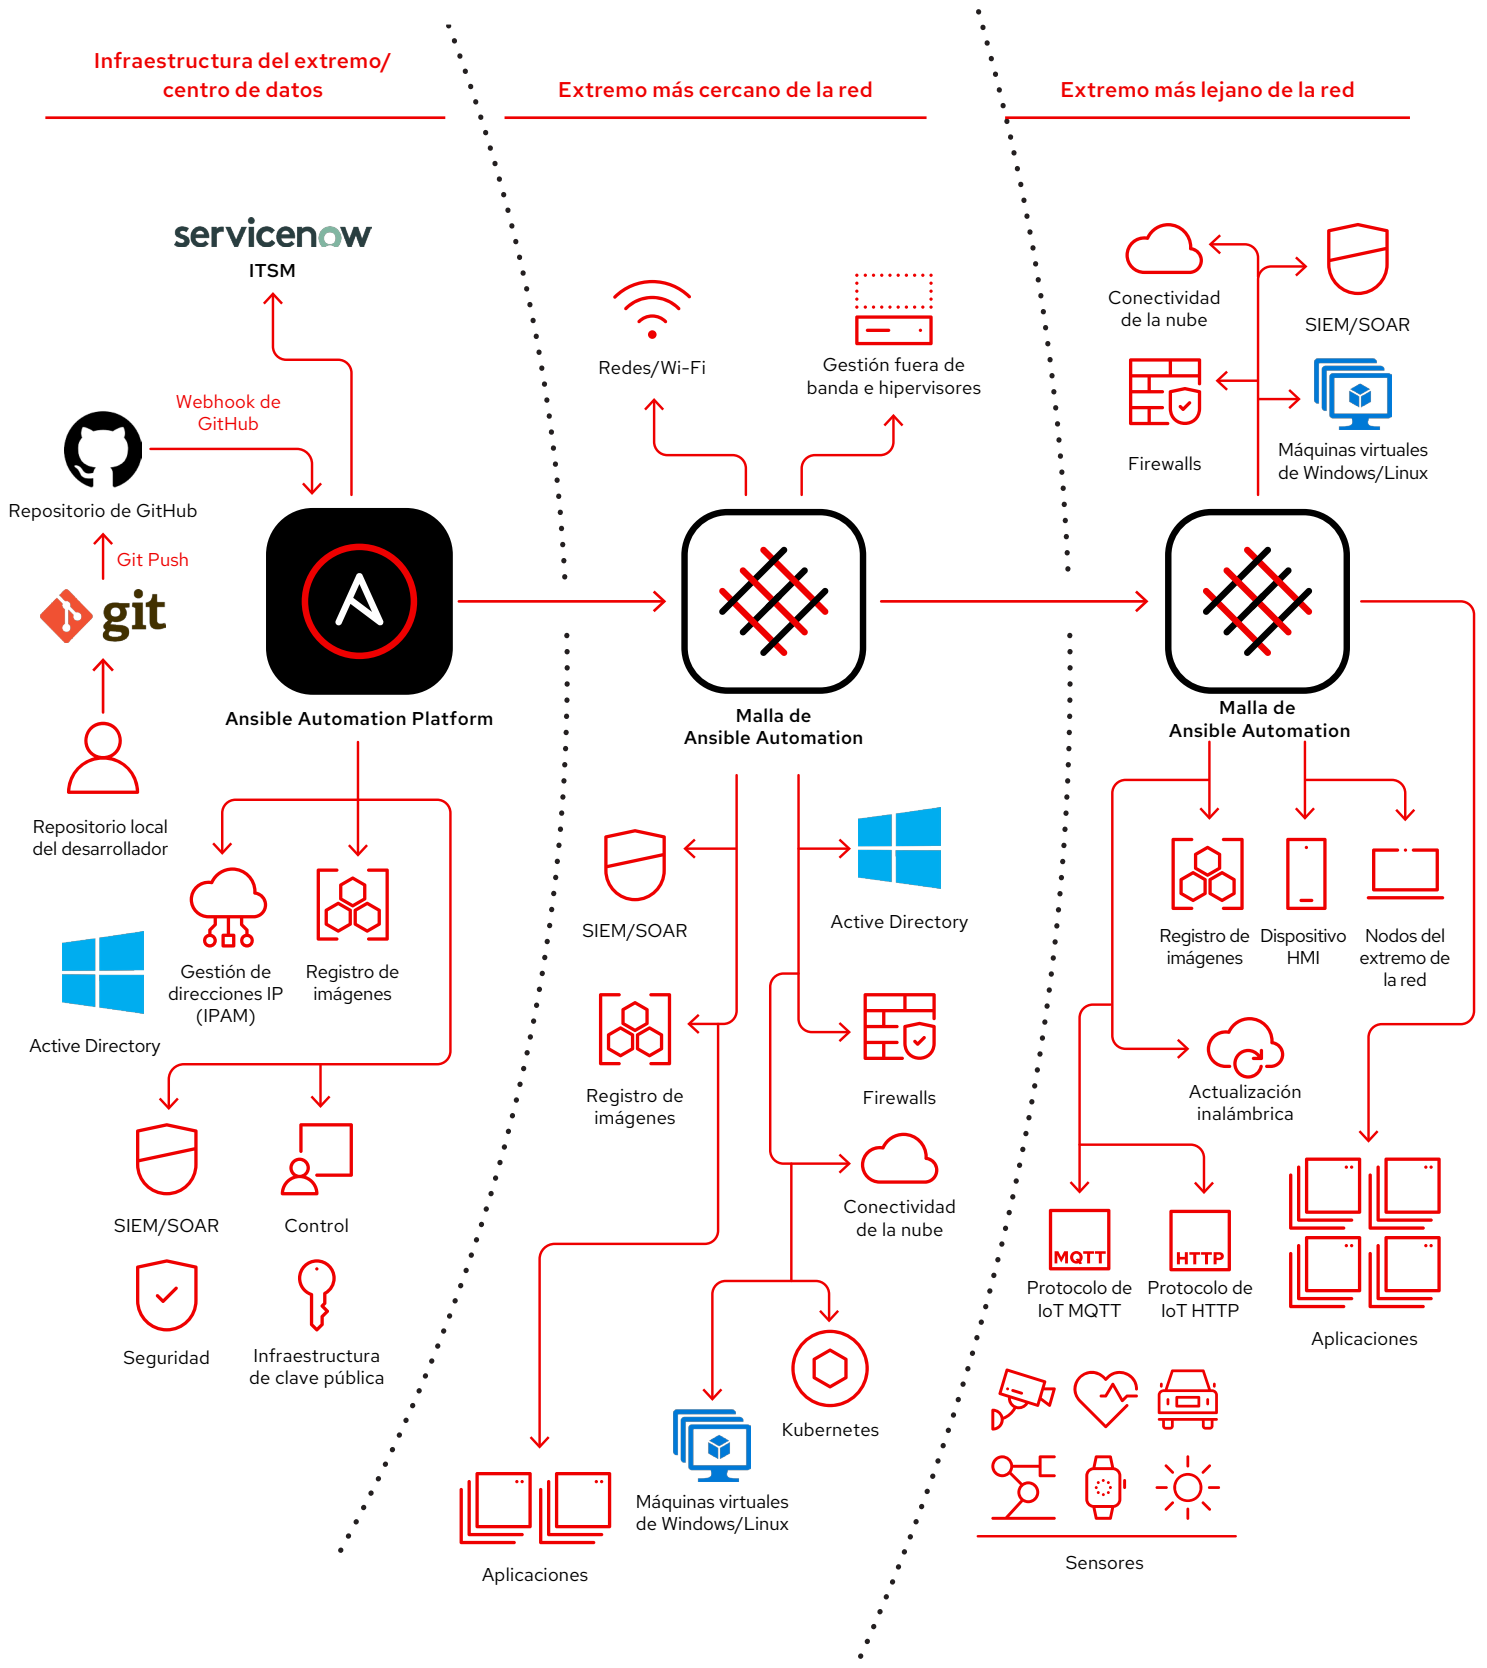 Infraestructura del extremo/
centro de datos
servicenow
ITSM
Webhook de
GitHub
Repositorio de GitHub
Git Push
git
Ansible Automation Platform
Repositorio local
del desarrollador
Gestión de
direcciones IP
(IPAM)
Registro de
imágenes
Active Directory
SIEM/SOAR
Control
Seguridad
Infraestructura
de clave pública
Extremo más cercano de la red
Redes/Wi-Fi
Gestión fuera de
banda e hipervisores
Malla de
Ansible Automation
SIEM/SOAR
Active Directory
Registro de
imágenes
Firewalls
Conectividad
de la nube
Kubernetes
Máquinas virtuales
de Windows/Linux
Aplicaciones
Extremo más lejano de la red
Conectividad
de la nube
SIEM/SOAR
Firewalls
Máquinas virtuales
de Windows/Linux
Malla de
Ansible Automation
Registro de
imágenes
Dispositivo
HMI
Nodos del
extremo de
la red
Actualización
inalámbrica
MQTT
Protocolo de
IoT MQTT
HTTP
Protocolo de
IoT HTTP
Aplicaciones
Sensores